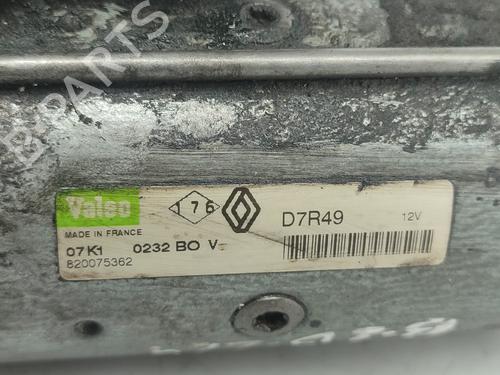 B-PARTS
Valeo
176
D7R49
12V
MADE IN FRANCE
07K1 0232 BO V
820075362